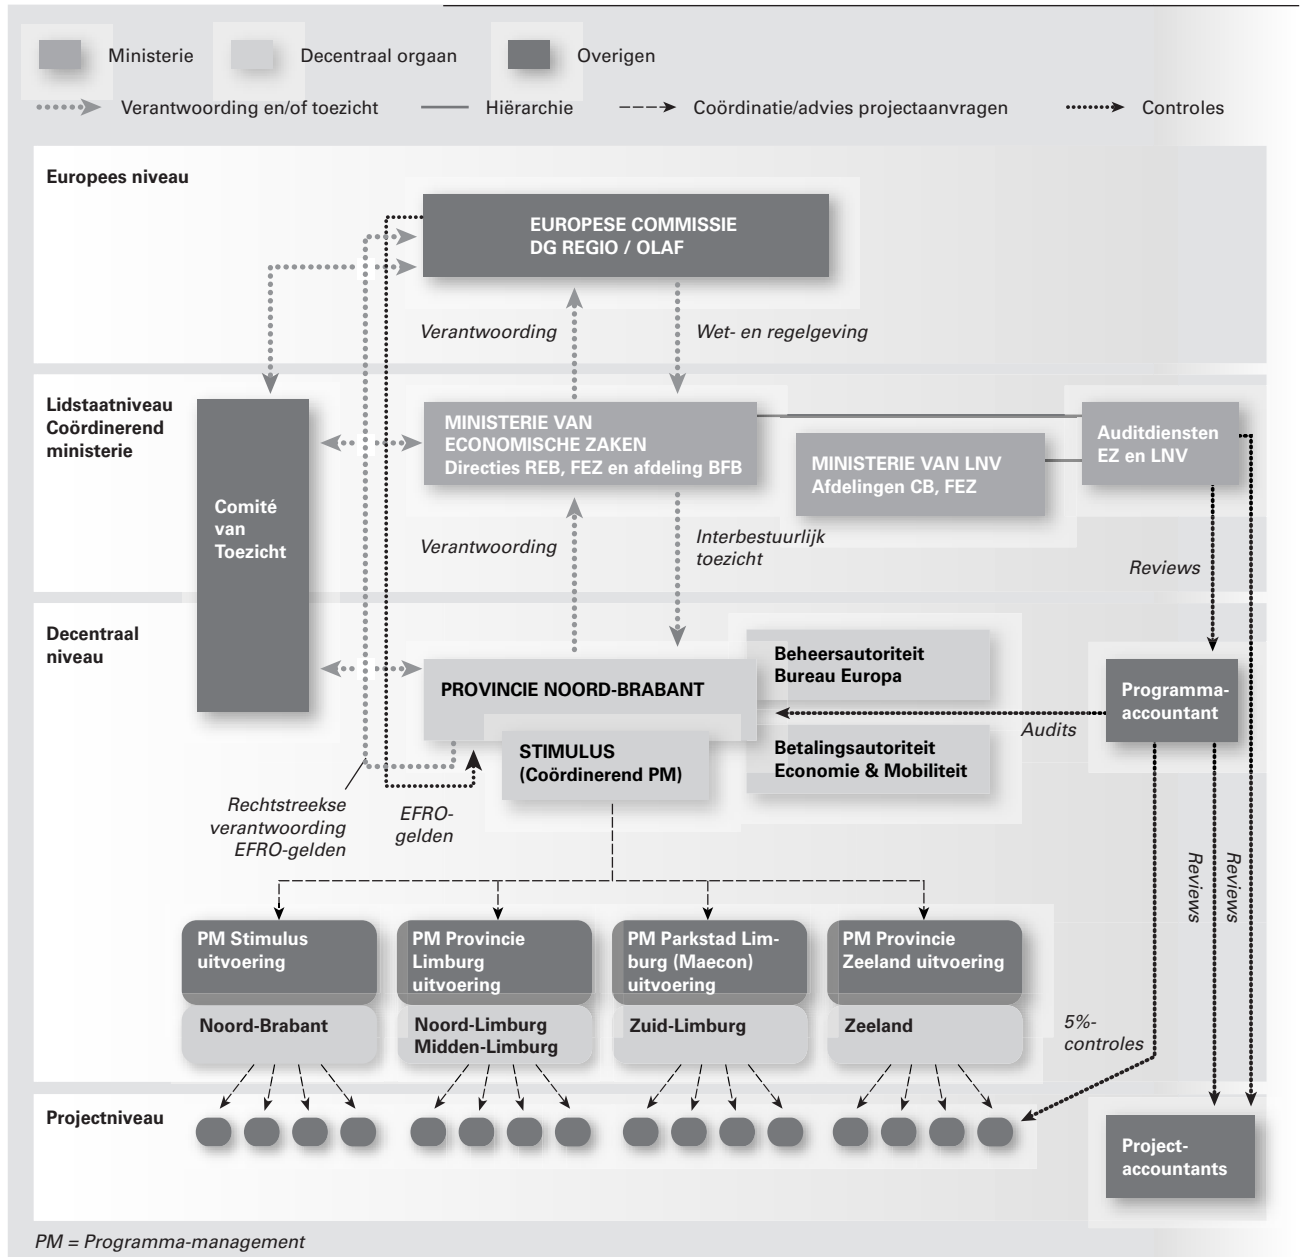 Ministerie
Decentraal orgaan
Overigen
Verantwoording en/of toezicht
Hiërarchie
Coördinatie/advies projectaanvragen
Controles
Europees niveau
EUROPESE COMMISSIE
DG REGIO / OLAF
Verantwoording
Wet- en regelgeving
Lidstaatniveau
Coördinerend
ministerie
Comité
van
Toezicht
MINISTERIE VAN
ECONOMISCHE ZAKEN
Directies REB, FEZ en afdeling BFB
MINISTERIE VAN LNV
Afdelingen CB, FEZ
Auditdiensten
EZ en LNV
Verantwoording
Interbestuurlijk
toezicht
Reviews
Decentraal
niveau
PROVINCIE NOORD-BRABANT
Beheersautoriteit
Bureau Europa
Programma-
accountant
Audits
STIMULUS
(Coördinerend PM)
Betalingsautoriteit
Economie & Mobiliteit
Rechtstreekse
verantwoording
EFRO-gelden
EFRO-
gelden
Reviews
Reviews
PM Stimulus
uitvoering
Noord-Brabant
PM Provincie
Limburg
uitvoering
Noord-Limburg
Midden-Limburg
PM Parkstad Lim-
burg (Maecon)
uitvoering
Zuid-Limburg
PM Provincie
Zeeland uitvoering
Zeeland
5%-
controles
Projectniveau
Project-
accountants
PM = Programma-management